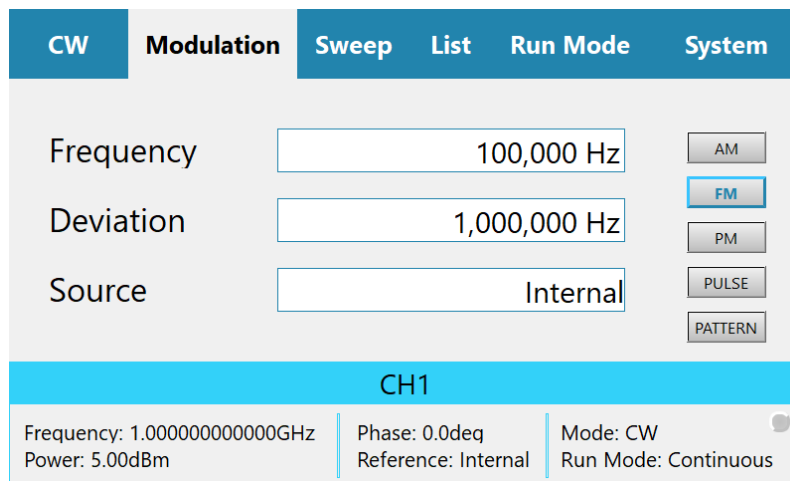 CW Modulation Sweep List Run Mode System
Frequency 100,000 Hz AM
FM
Deviation 1,000,000 Hz PM
Source Internal PULSE
PATTERN
CH1
Frequency: 1.000000000000GHz Phase: 0.0deg Mode: CW
Power: 5.00dBm Reference: Internal Run Mode: Continuous